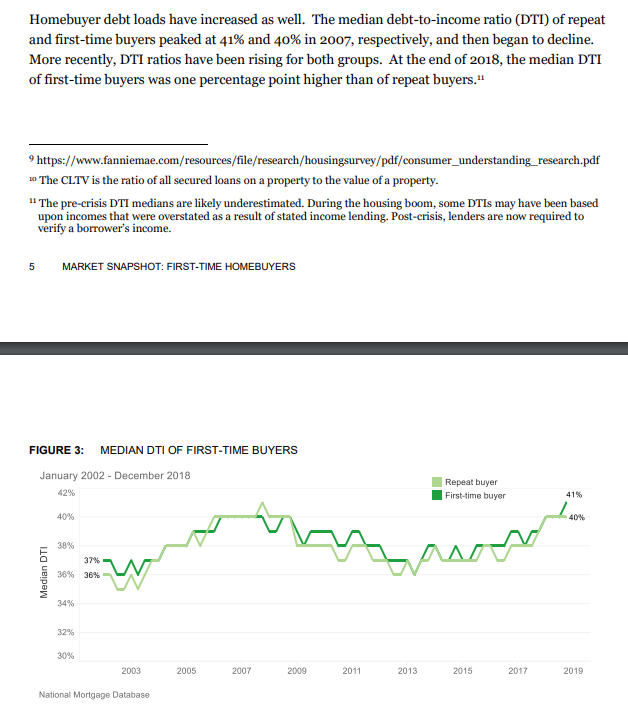 Homebuyer debt loads have increased as well. The median debt-to-income ratio (DTI) of repeat
and first-time buyers peaked at 41% and 40% in 2007, respectively, and then began to decline.
More recently, DTI ratios have been rising for both groups. At the end of 2018, the median DTI
of first-time buyers was one percentage point higher than of repeat buyers.¹¹
⁹ https://www.fanniemae.com/resources/file/research/housingsurvey/pdf/consumer_understanding_research.pdf
¹⁰ The CLTV is the ratio of all secured loans on a property to the value of a property.
¹¹ The pre-crisis DTI medians are likely underestimated. During the housing boom, some DTIs may have been based
upon incomes that were overstated as a result of stated income lending. Post-crisis, lenders are now required to
verify a borrower's income.
5 MARKET SNAPSHOT: FIRST-TIME HOMEBUYERS
FIGURE 3: MEDIAN DTI OF FIRST-TIME BUYERS
January 2002 - December 2018
Repeat buyer
First-time buyer
42%
40%
38%
36%
34%
32%
30%
Median DTI
37%
36%
41%
40%
2003 2005 2007 2009 2011 2013 2015 2017 2019
National Mortgage Database